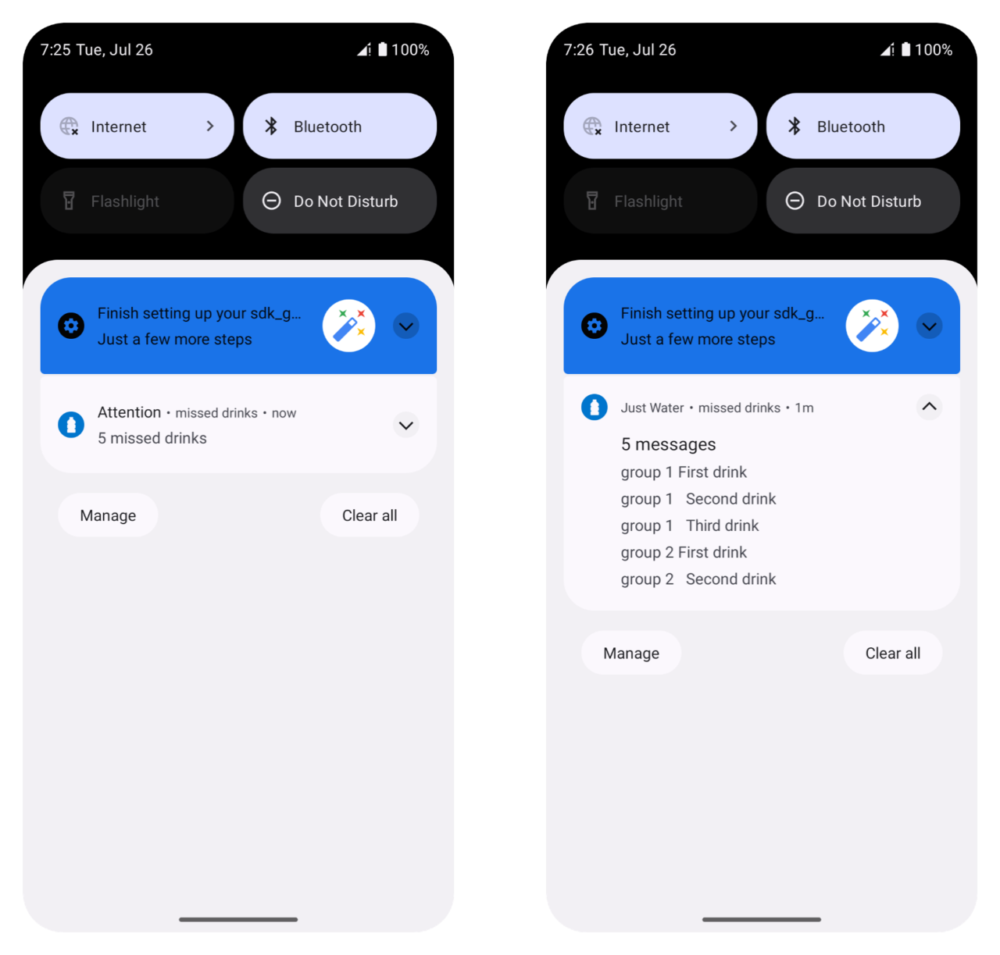 7:25 Tue, Jul 26
100%
Internet
Bluetooth
Flashlight
Do Not Disturb
Finish setting up your sdk_g...
Just a few more steps
Attention • missed drinks • now
5 missed drinks
Manage
Clear all
7:26 Tue, Jul 26
100%
Internet
Bluetooth
Flashlight
Do Not Disturb
Finish setting up your sdk_g...
Just a few more steps
Just Water • missed drinks • 1m
5 messages
group 1 First drink
group 1 Second drink
group 1 Third drink
group 2 First drink
group 2 Second drink
Manage
Clear all